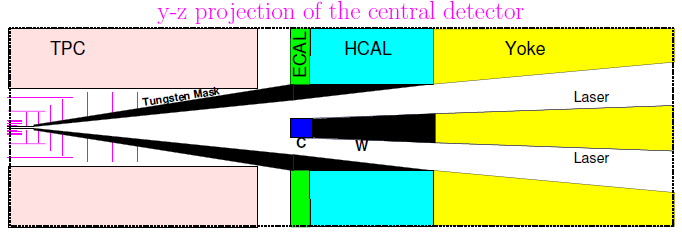 y-z projection of the central detector
TPC
ECAL
HCAL
Yoke
Tungsten Mask
Laser
C
W
Laser